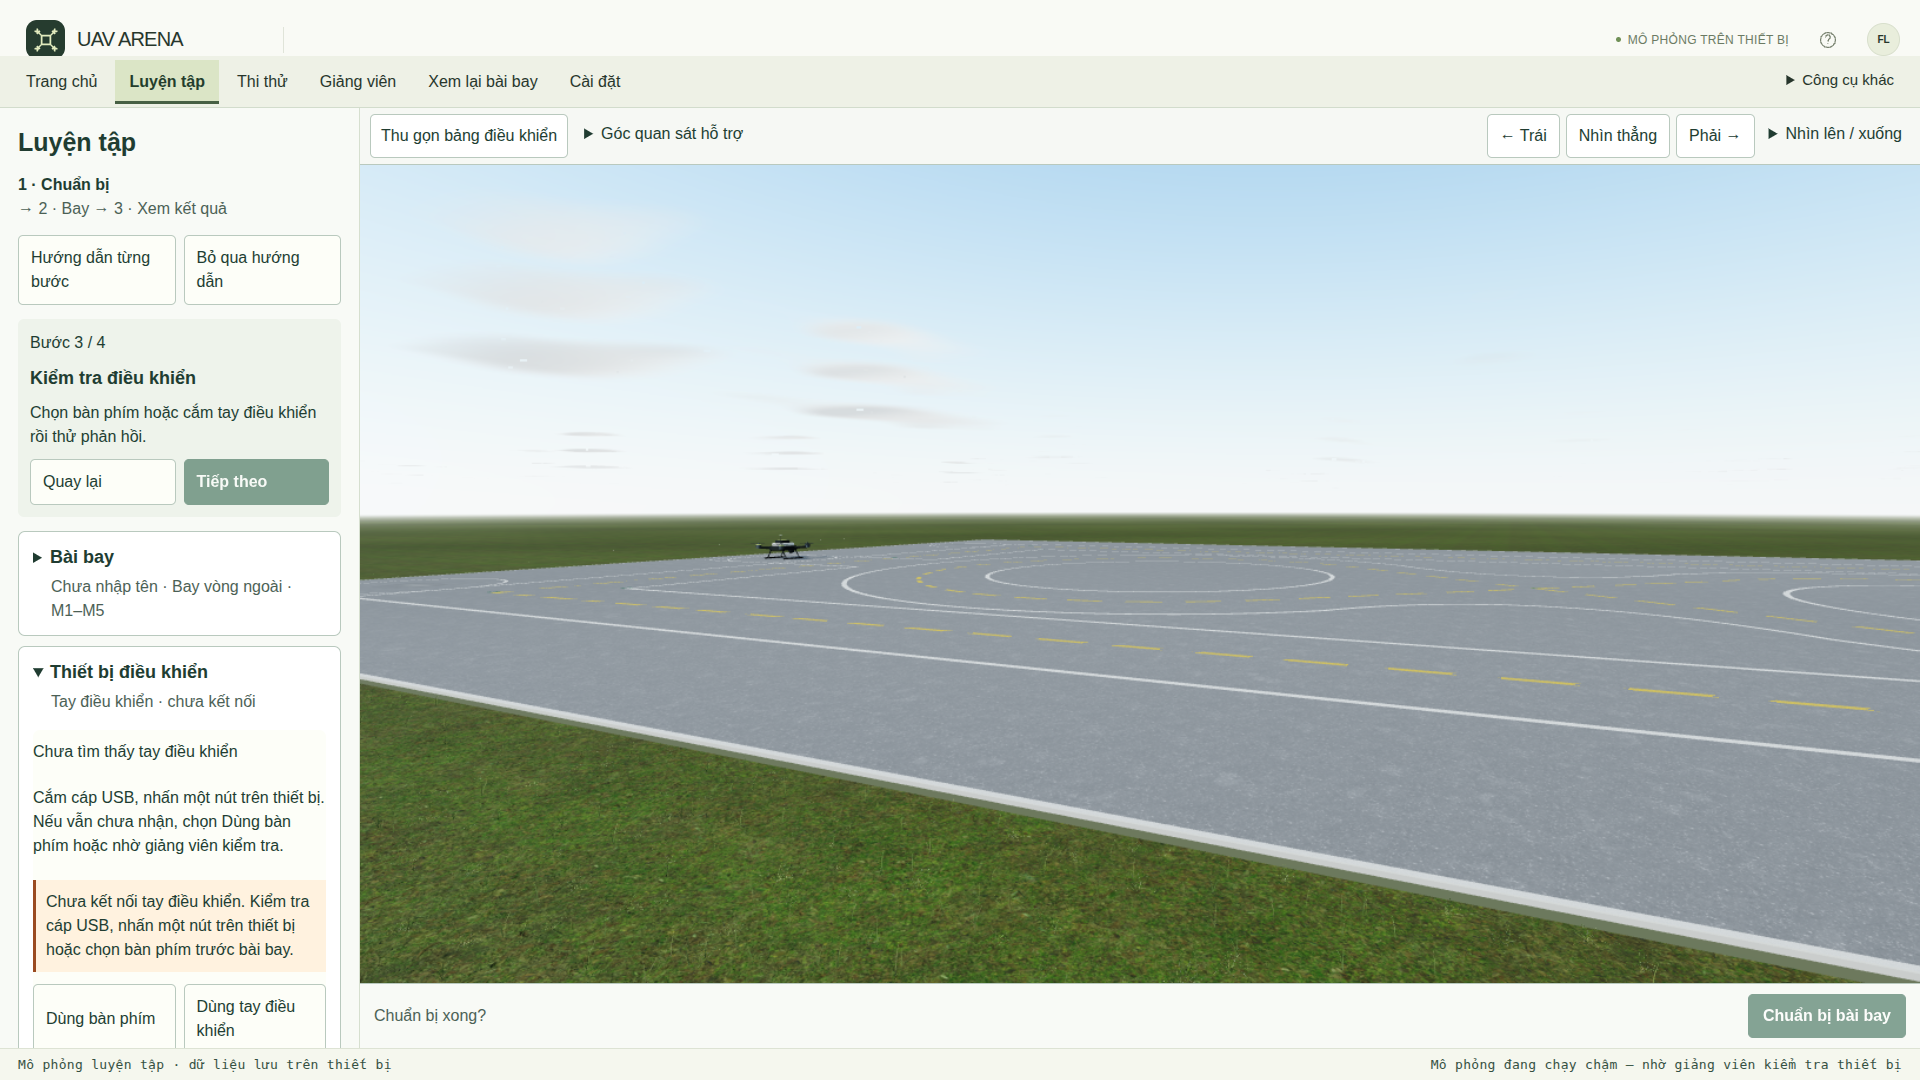 UAV ARENA
MÔ PHỎNG TRÊN THIẾT BỊ
?
FL
Trang chủ
Luyện tập
Thi thử
Giảng viên
Xem lại bài bay
Cài đặt
▶ Công cụ khác
Luyện tập
1 · Chuẩn bị
→ 2 · Bay → 3 · Xem kết quả
Hướng dẫn từng
bước
Bỏ qua hướng
dẫn
Bước 3 / 4
Kiểm tra điều khiển
Chọn bàn phím hoặc cắm tay điều khiển
rồi thử phản hồi.
Quay lại
Tiếp theo
▶ Bài bay
Chưa nhập tên · Bay vòng ngoài ·
M1–M5
▼ Thiết bị điều khiển
Tay điều khiển · chưa kết nối
Chưa tìm thấy tay điều khiển
Cắm cáp USB, nhấn một nút trên thiết bị.
Nếu vẫn chưa nhận, chọn Dùng bàn
phím hoặc nhờ giảng viên kiểm tra.
Chưa kết nối tay điều khiển. Kiểm tra
cáp USB, nhấn một nút trên thiết bị
hoặc chọn bàn phím trước bài bay.
Dùng bàn phím
Dùng tay điều
khiển
Thu gọn bảng điều khiển
▶ Góc quan sát hỗ trợ
← Trái
Nhìn thẳng
Phải →
▶ Nhìn lên / xuống
Chuẩn bị xong?
Chuẩn bị bài bay
Mô phỏng luyện tập · dữ liệu lưu trên thiết bị
Mô phỏng đang chạy chậm — nhờ giảng viên kiểm tra thiết bị